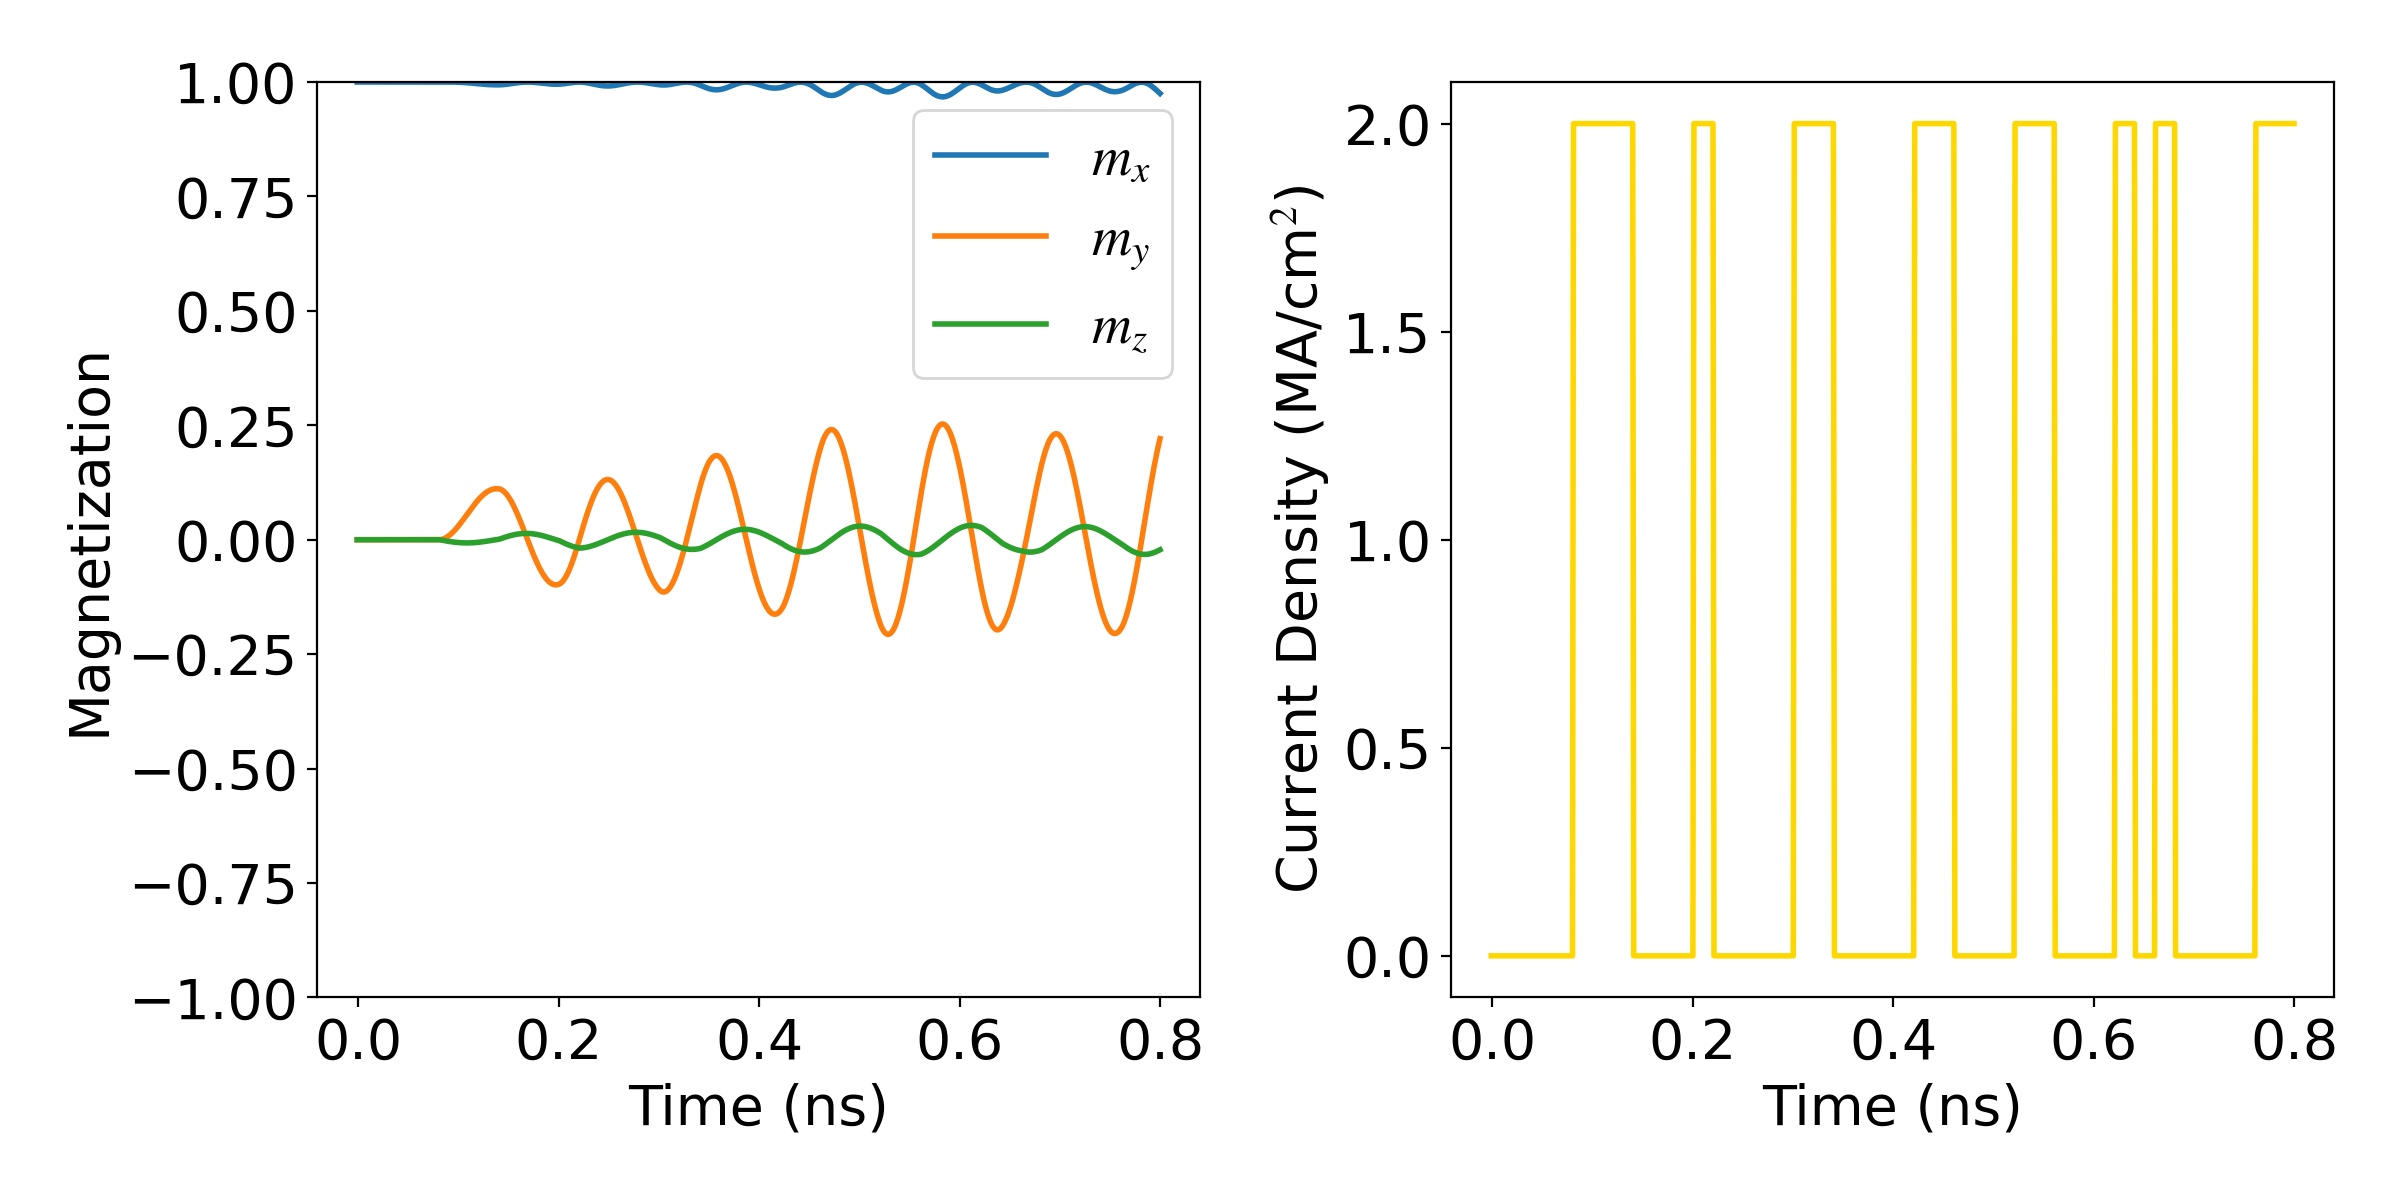 1.00
0.75
0.50
0.25
0.00
−0.25
−0.50
−0.75
−1.00
Magnetization
0.0 0.2 0.4 0.6 0.8
Time (ns)
m_x
m_y
m_z
2.0
1.5
1.0
0.5
0.0
Current Density (MA/cm²)
0.0 0.2 0.4 0.6 0.8
Time (ns)